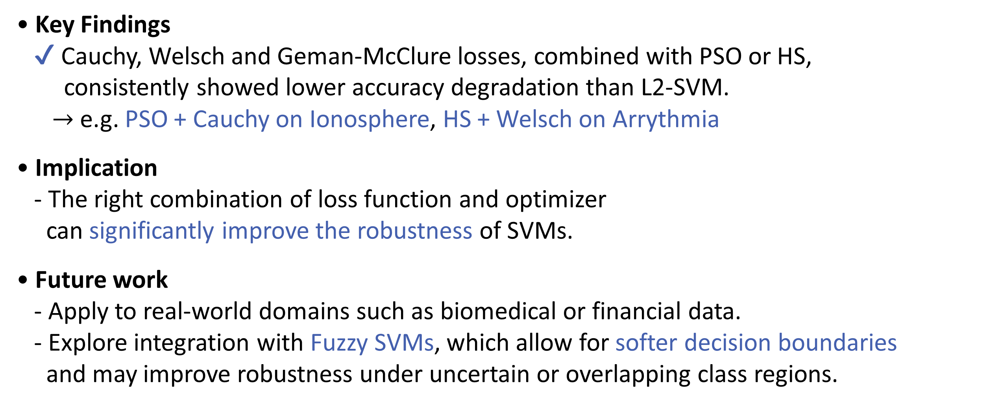 • Key Findings
✓ Cauchy, Welsch and Geman-McClure losses, combined with PSO or HS,
consistently showed lower accuracy degradation than L2-SVM.
→ e.g. PSO + Cauchy on Ionosphere, HS + Welsch on Arrythmia
• Implication
- The right combination of loss function and optimizer
can significantly improve the robustness of SVMs.
• Future work
- Apply to real-world domains such as biomedical or financial data.
- Explore integration with Fuzzy SVMs, which allow for softer decision boundaries
and may improve robustness under uncertain or overlapping class regions.